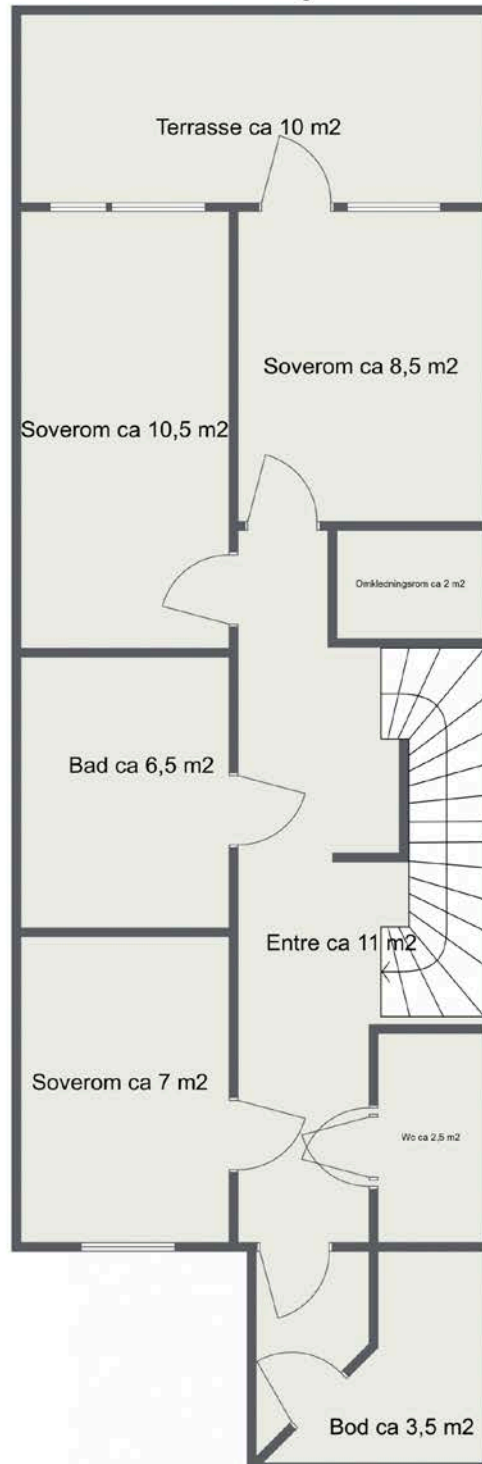 Terrasse ca 10 m2
Soverom ca 8,5 m2
Soverom ca 10,5 m2
Omkledningsrom ca 2 m2
Bad ca 6,5 m2
Entre ca 11 m2
Soverom ca 7 m2
Wc ca 2,5 m2
Bod ca 3,5 m2